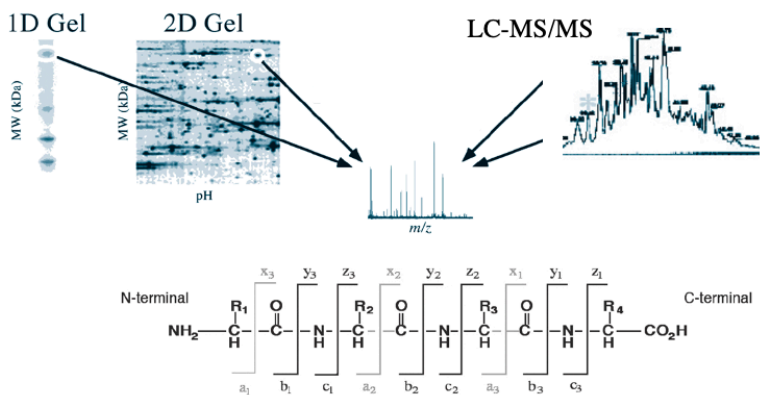 1D Gel
2D Gel
LC-MS/MS
MW (kDa)
MW (kDa)
pH
m/z
x3 y3 z3 x2 y2 z2 x1 y1 z1
N-terminal
C-terminal
R1 O R2 O R3 O R4
NH2 C C N C C N C C N C CO2H
H H H H H H H
a1 b1 c1 a2 b2 c2 a3 b3 c3